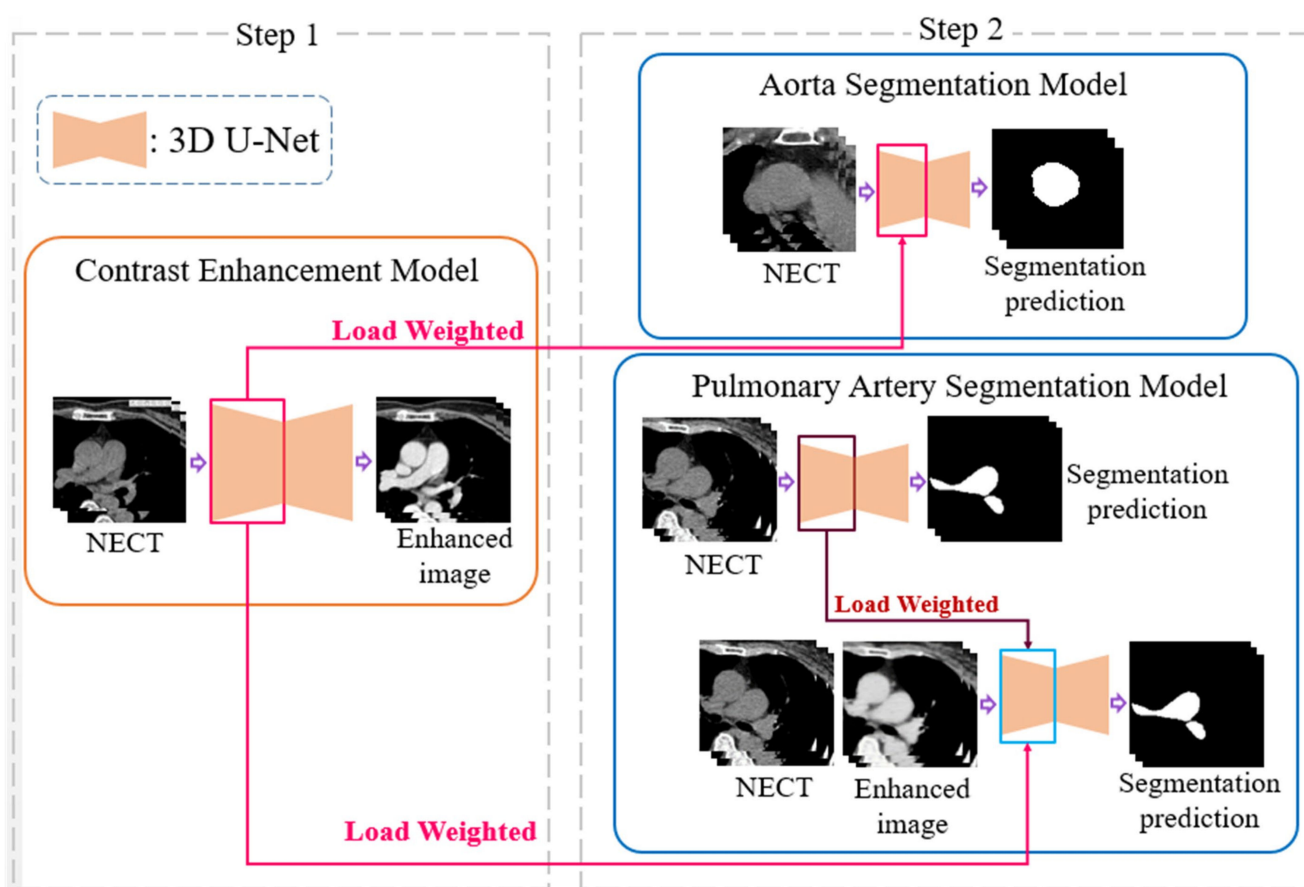 Step 1
: 3D U-Net
Contrast Enhancement Model
NECT
Enhanced
image
Load Weighted
Load Weighted
Step 2
Aorta Segmentation Model
NECT
Segmentation
prediction
Pulmonary Artery Segmentation Model
NECT
Segmentation
prediction
Load Weighted
NECT
Enhanced
image
Segmentation
prediction